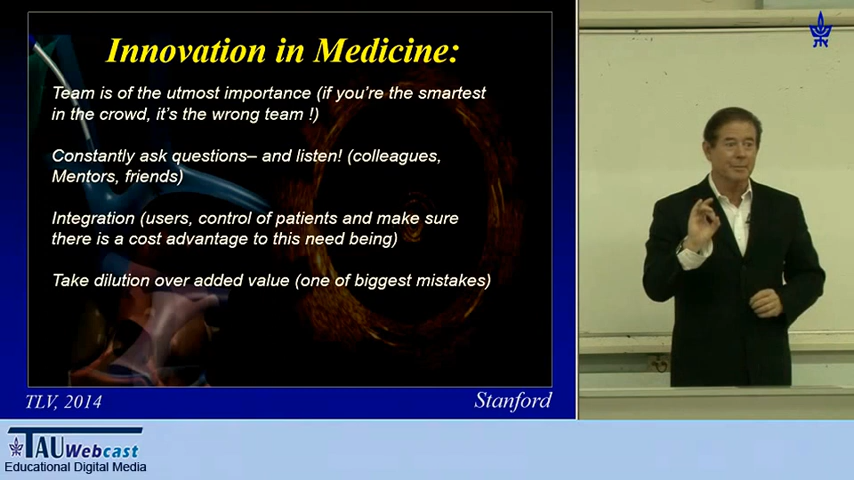 Innovation in Medicine:
Team is of the utmost importance (if you're the smartest
in the crowd, it's the wrong team !)
Constantly ask questions– and listen! (colleagues,
Mentors, friends)
Integration (users, control of patients and make sure
there is a cost advantage to this need being)
Take dilution over added value (one of biggest mistakes)
TLV, 2014
Stanford
TAU Webcast
Educational Digital Media